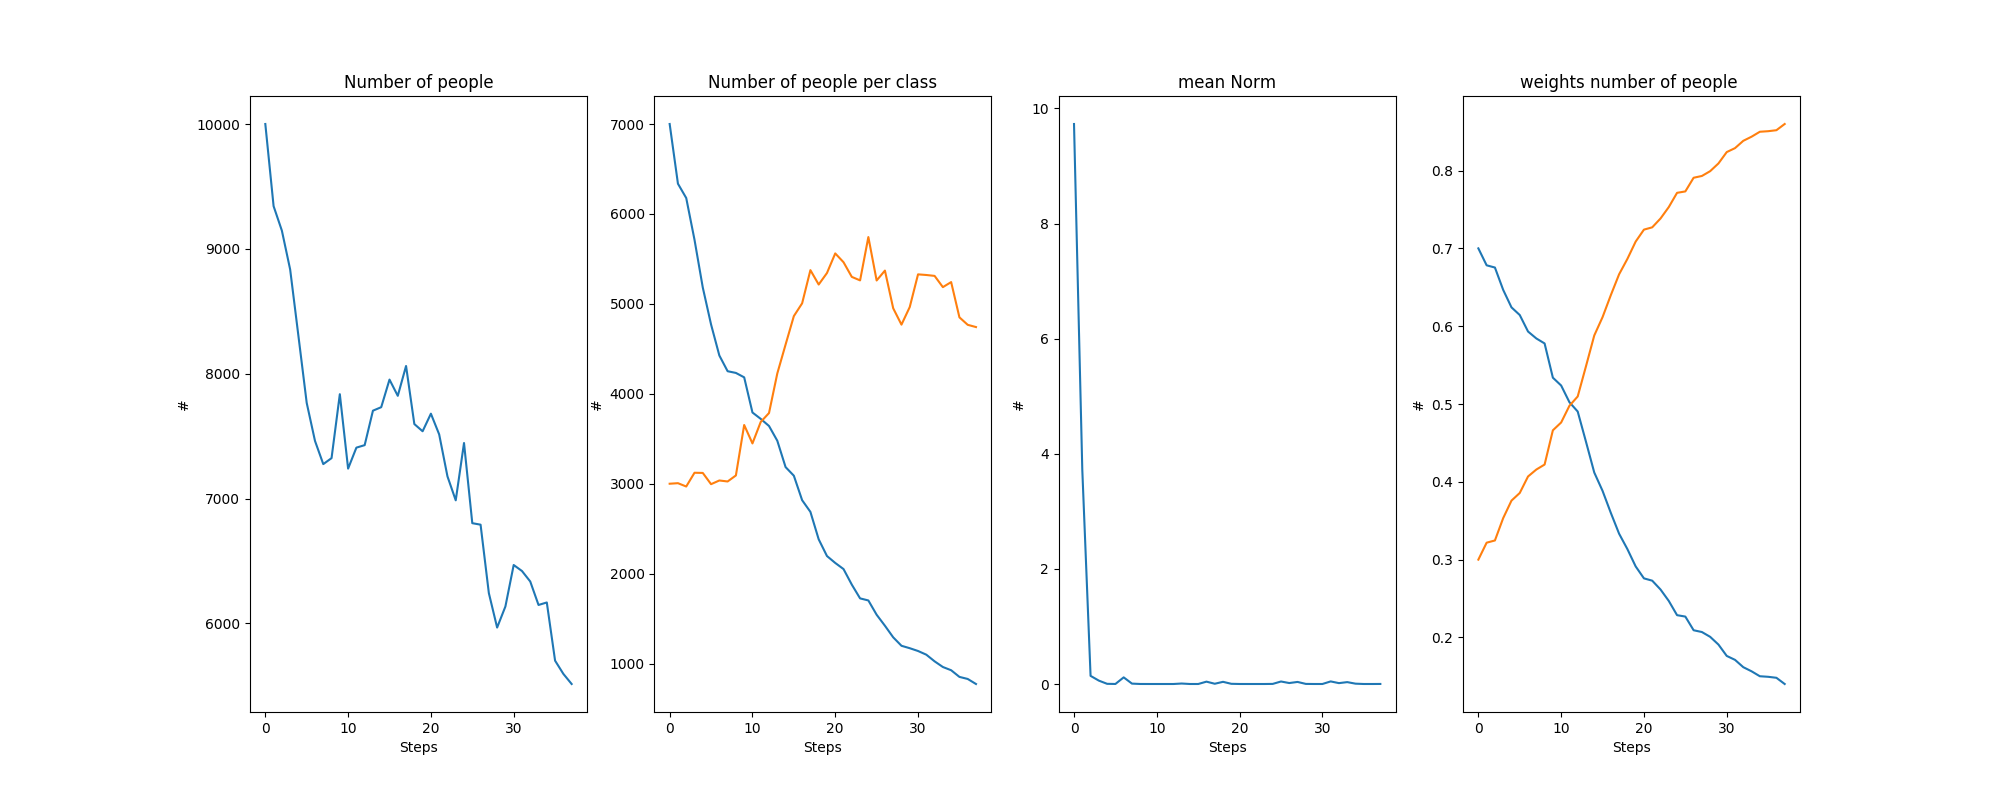 Number of people
10000
9000
8000
7000
6000
#
0 10 20 30
Steps
Number of people per class
7000
6000
5000
4000
3000
2000
1000
#
0 10 20 30
Steps
mean Norm
10
8
6
4
2
0
#
0 10 20 30
Steps
weights number of people
0.8
0.7
0.6
0.5
0.4
0.3
0.2
#
0 10 20 30
Steps